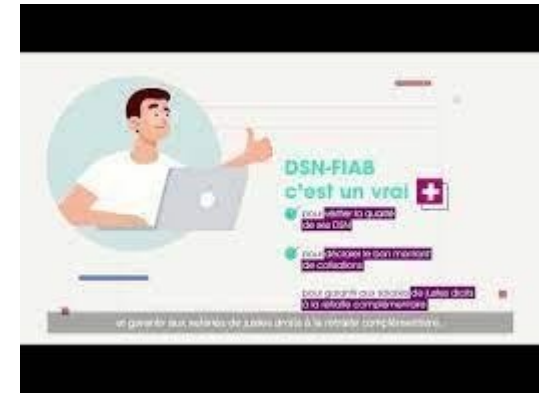 DSN-FIAB
c'est un vrai +
pour vérifier la qualité
de ses DSN
pour déclarer le bon montant
de cotisations
pour garantir aux salariés de justes droits
à la retraite complémentaire
et garantir aux salariés de justes droits à la retraite complémentaire.